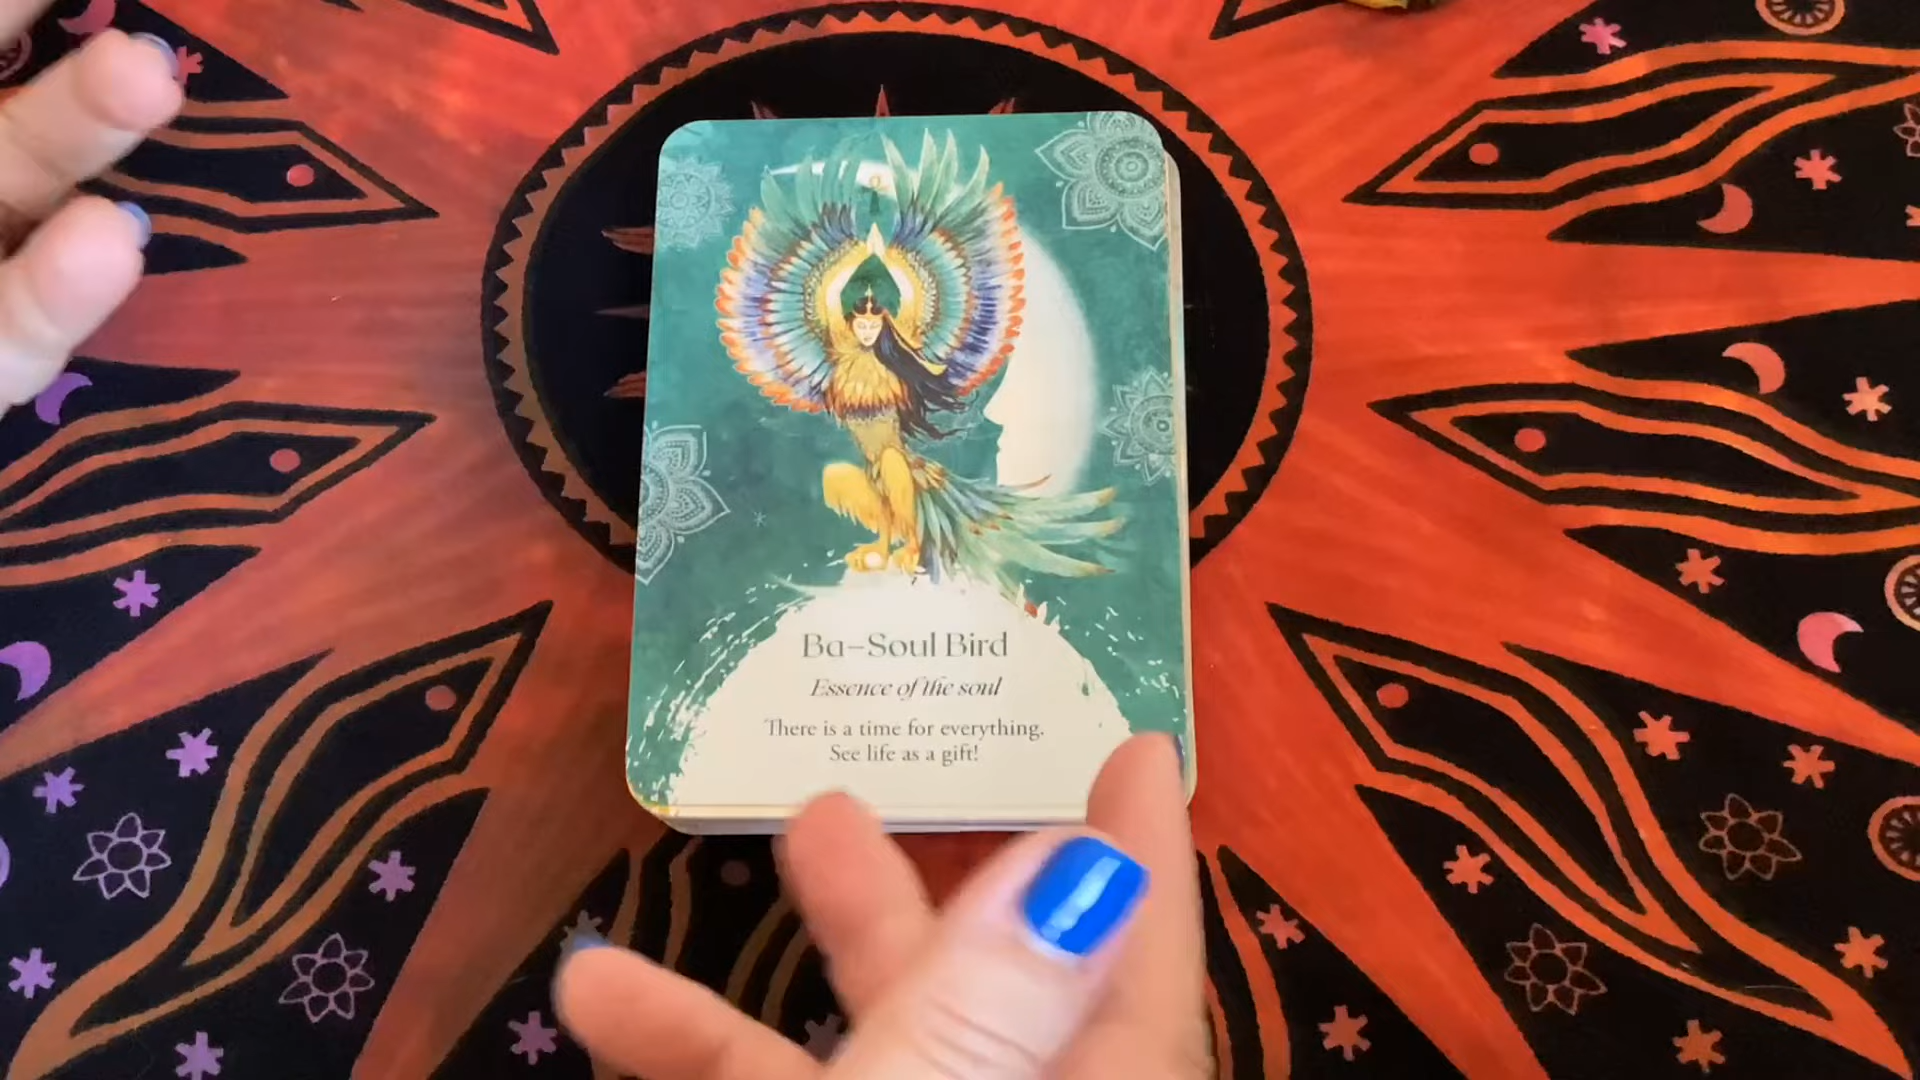 Ba–Soul Bird
Essence of the soul
There is a time for everything.
See life as a gift!